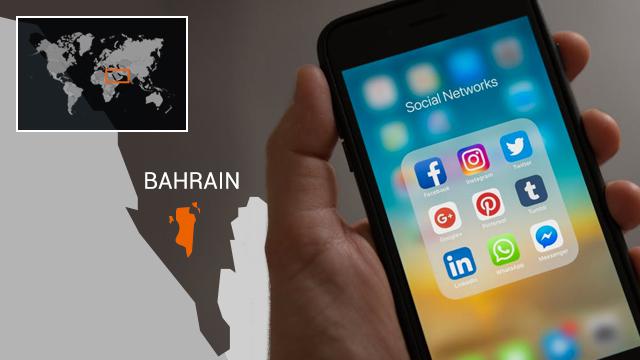 BAHRAIN
Social Networks
Facebook
Instagram
Twitter
Google+
Pinterest
Tumblr
LinkedIn
WhatsApp
Messenger